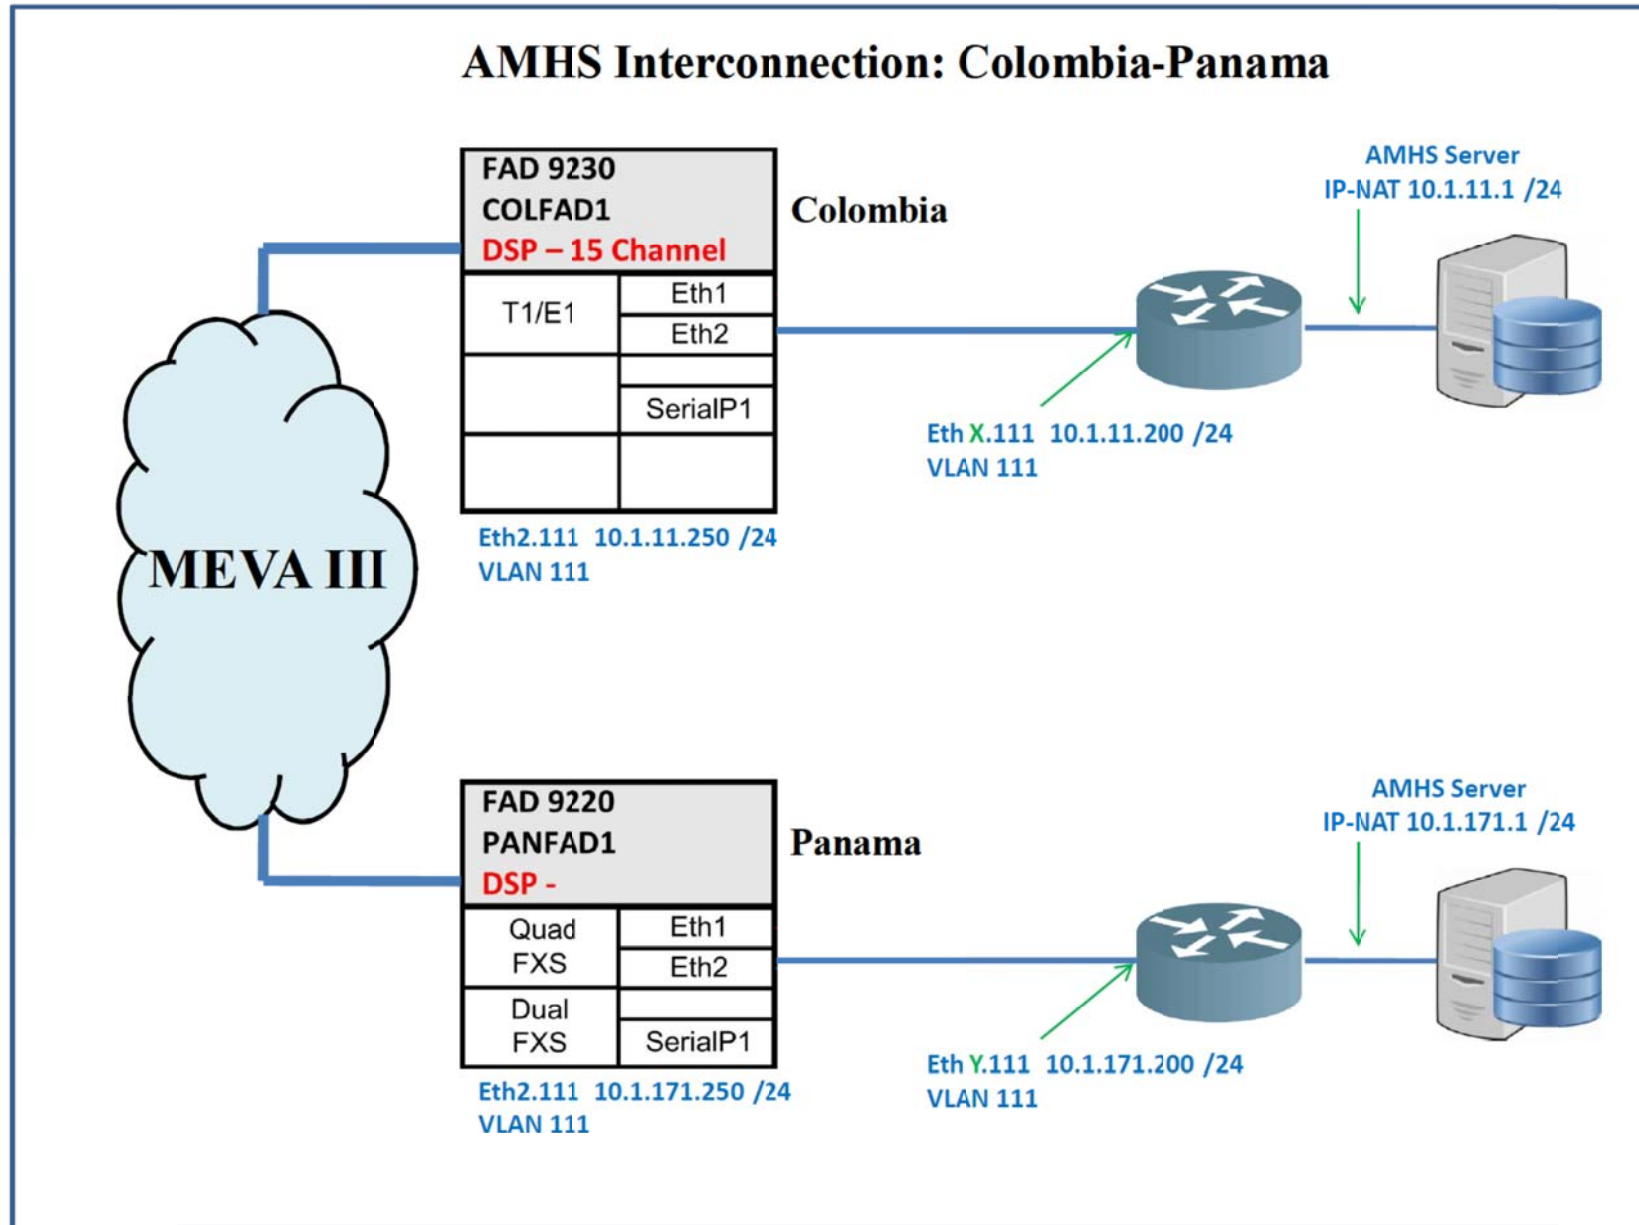 AMHS Interconnection: Colombia-Panama
FAD 9230
COLFAD1
DSP – 15 Channel
T1/E1
Eth1
Eth2
SerialP1
Eth2.111 10.1.11.250 /24
VLAN 111
Colombia
Eth X.111 10.1.11.200 /24
VLAN 111
AMHS Server
IP-NAT 10.1.11.1 /24
MEVA III
FAD 9220
PANFAD1
DSP -
Quad
FXS
Dual
FXS
Eth1
Eth2
SerialP1
Eth2.111 10.1.171.250 /24
VLAN 111
Panama
Eth Y.111 10.1.171.200 /24
VLAN 111
AMHS Server
IP-NAT 10.1.171.1 /24